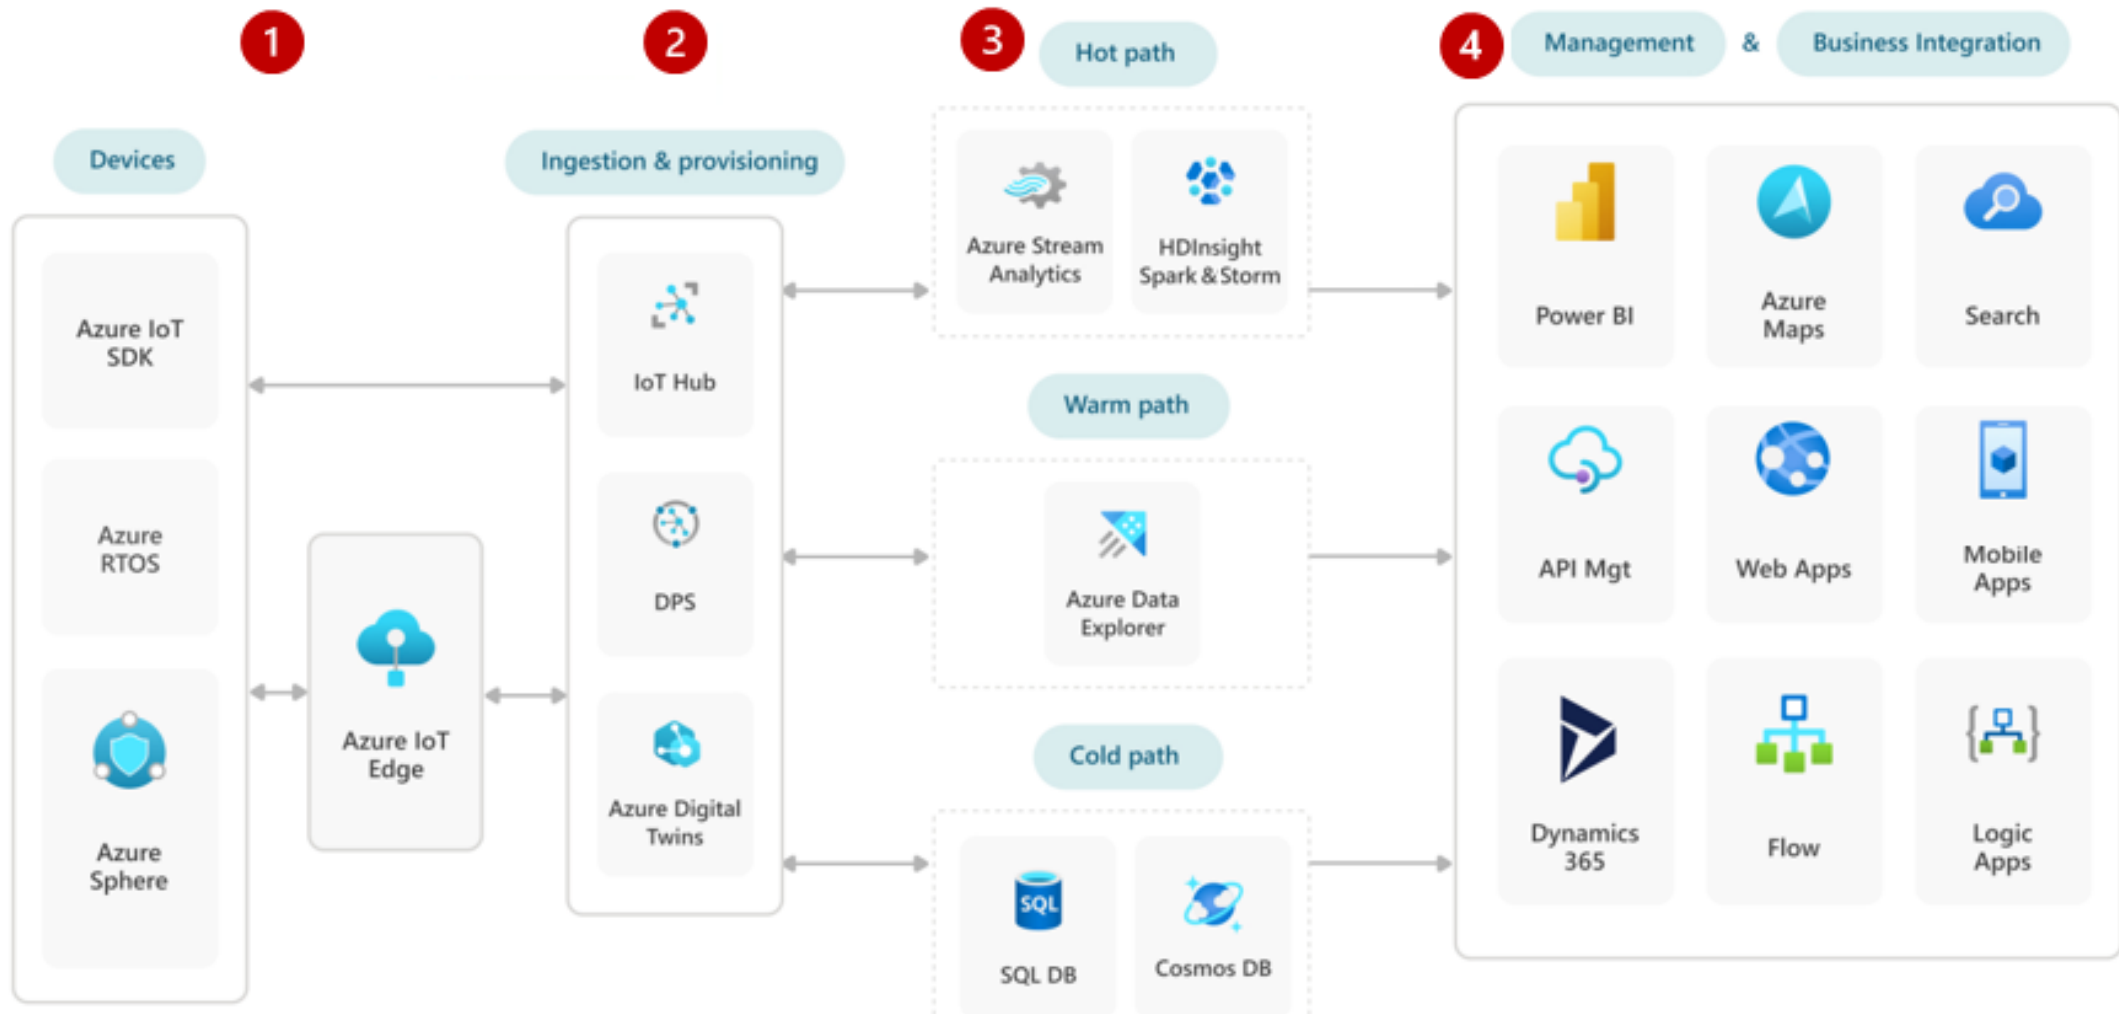 1
Devices
Azure IoT
SDK
Azure
RTOS
Azure
Sphere
Azure IoT
Edge
2
Ingestion & provisioning
IoT Hub
DPS
Azure Digital
Twins
3
Hot path
Azure Stream
Analytics
HDInsight
Spark & Storm
Warm path
Azure Data
Explorer
Cold path
SQL
SQL DB
Cosmos DB
4
Management & Business Integration
Power BI
Azure
Maps
Search
API Mgt
Web Apps
Mobile
Apps
Dynamics
365
Flow
Logic
Apps